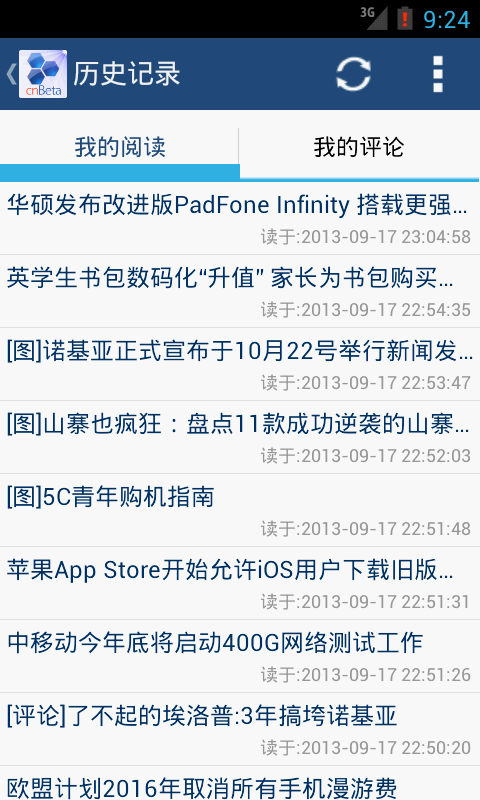 3G
9:24
cnBeta
历史记录
我的阅读
我的评论
华硕发布改进版PadFone Infinity 搭载更强...
读于:2013-09-17 23:04:58
英学生书包数码化“升值” 家长为书包购买...
读于:2013-09-17 22:54:35
[图]诺基亚正式宣布于10月22号举行新闻发...
读于:2013-09-17 22:53:47
[图]山寨也疯狂：盘点11款成功逆袭的山寨...
读于:2013-09-17 22:52:03
[图]5C青年购机指南
读于:2013-09-17 22:51:48
苹果App Store开始允许iOS用户下载旧版...
读于:2013-09-17 22:51:31
中移动今年底将启动400G网络测试工作
读于:2013-09-17 22:51:26
[评论]了不起的埃洛普:3年搞垮诺基亚
读于:2013-09-17 22:50:20
欧盟计划2016年取消所有手机漫游费